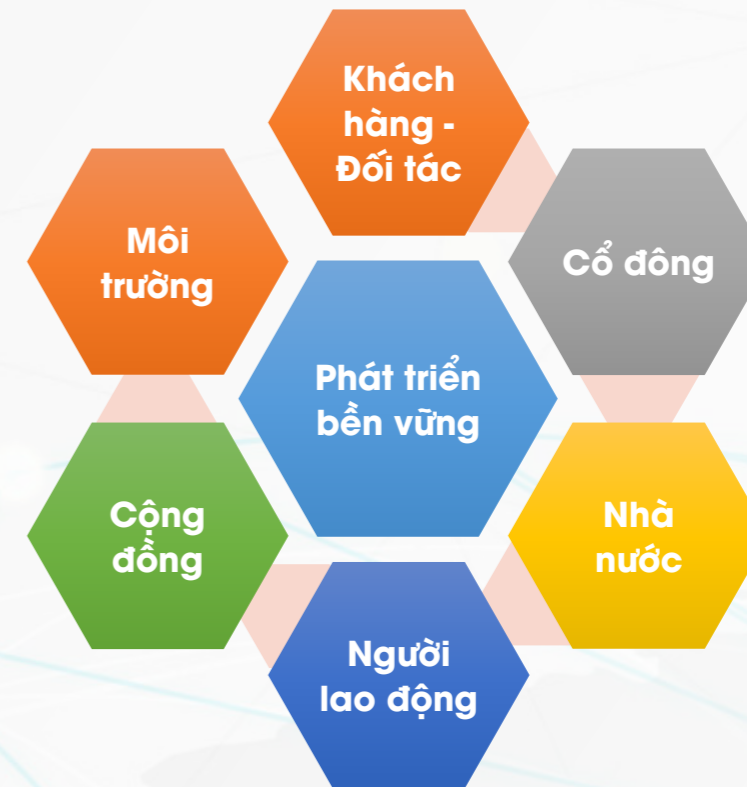 Khách
hàng -
Đối tác
Môi
trường
Cổ đông
Phát triển
bền vững
Cộng
đồng
Nhà
nước
Người
lao động